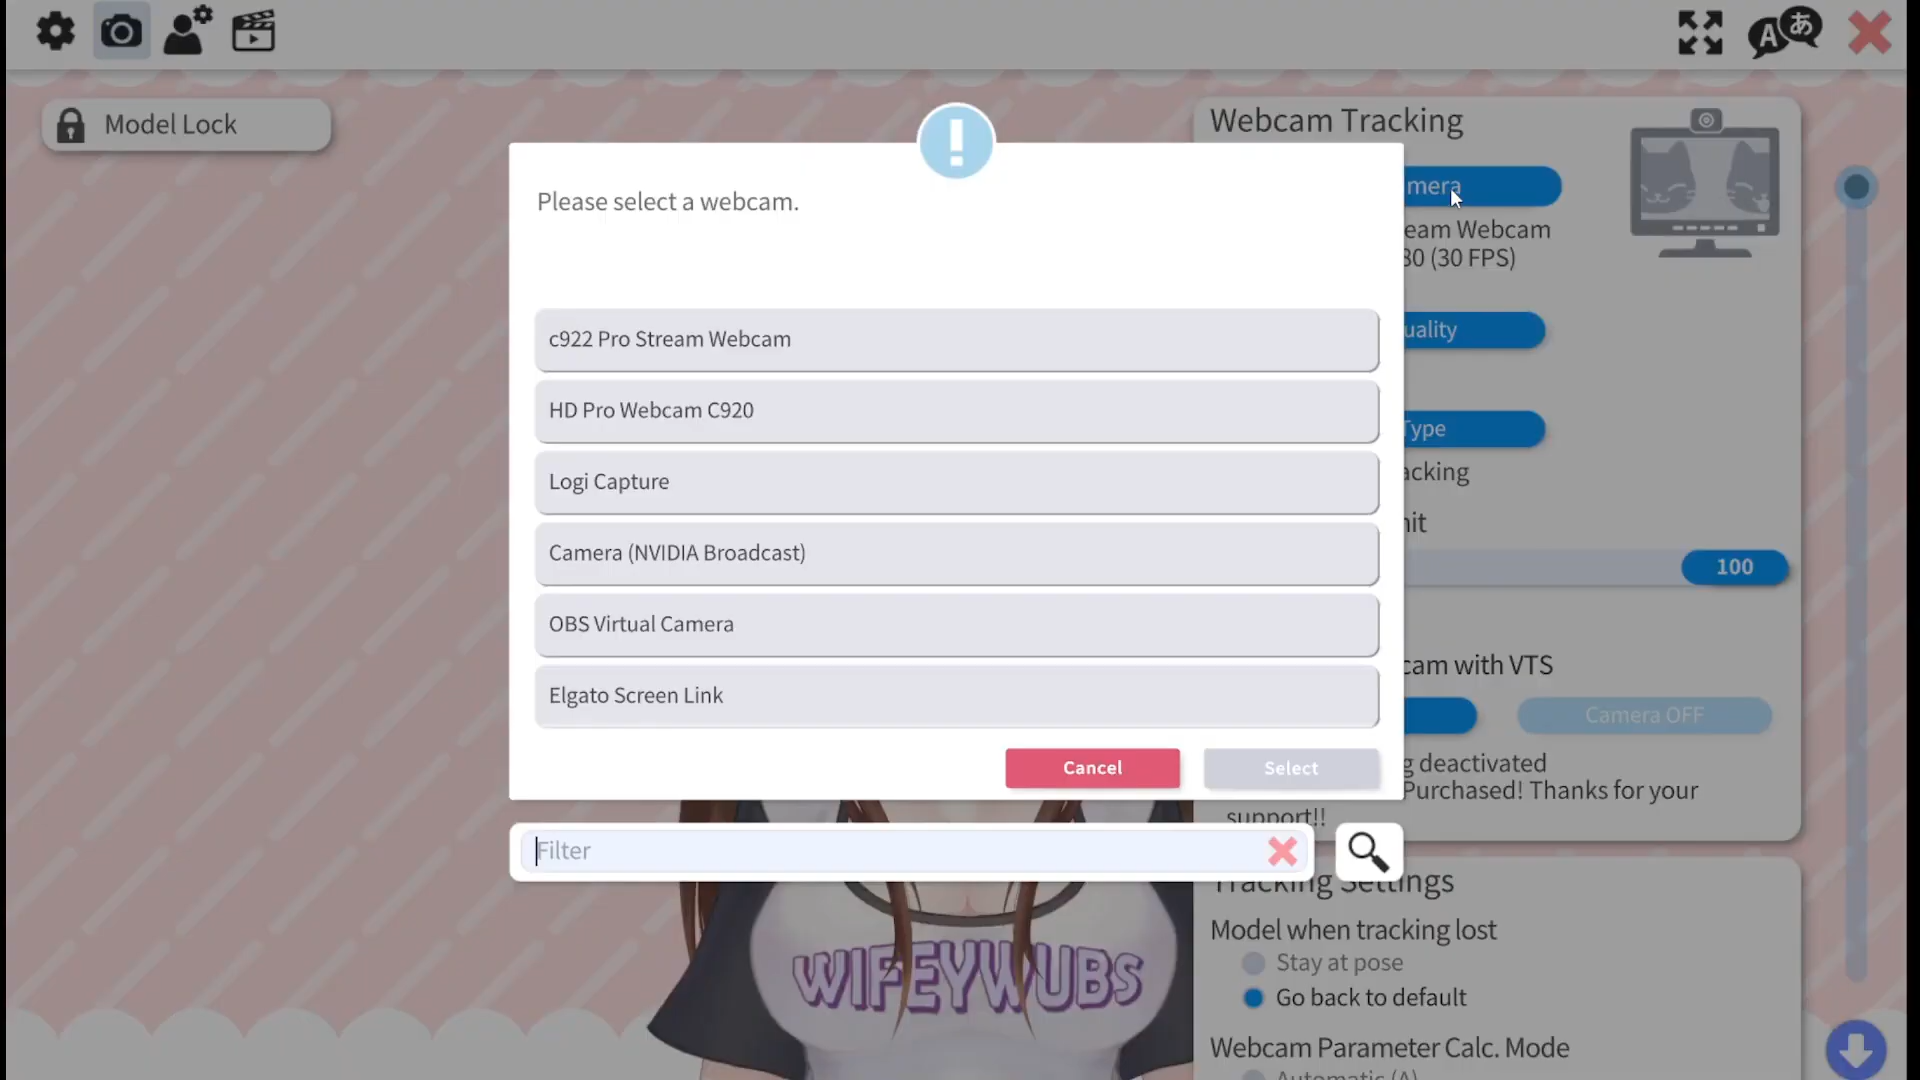 Model Lock
Please select a webcam.
c922 Pro Stream Webcam
HD Pro Webcam C920
Logi Capture
Camera (NVIDIA Broadcast)
OBS Virtual Camera
Elgato Screen Link
Cancel
Select
Filter
Webcam Tracking
mera
eam Webcam
80 (30 FPS)
uality
Type
acking
nit
100
cam with VTS
Camera OFF
g deactivated
Purchased! Thanks for your
support!!
Tracking Settings
Model when tracking lost
Stay at pose
Go back to default
Webcam Parameter Calc. Mode
Automatic (A)
WIFEYWUBS
A あ